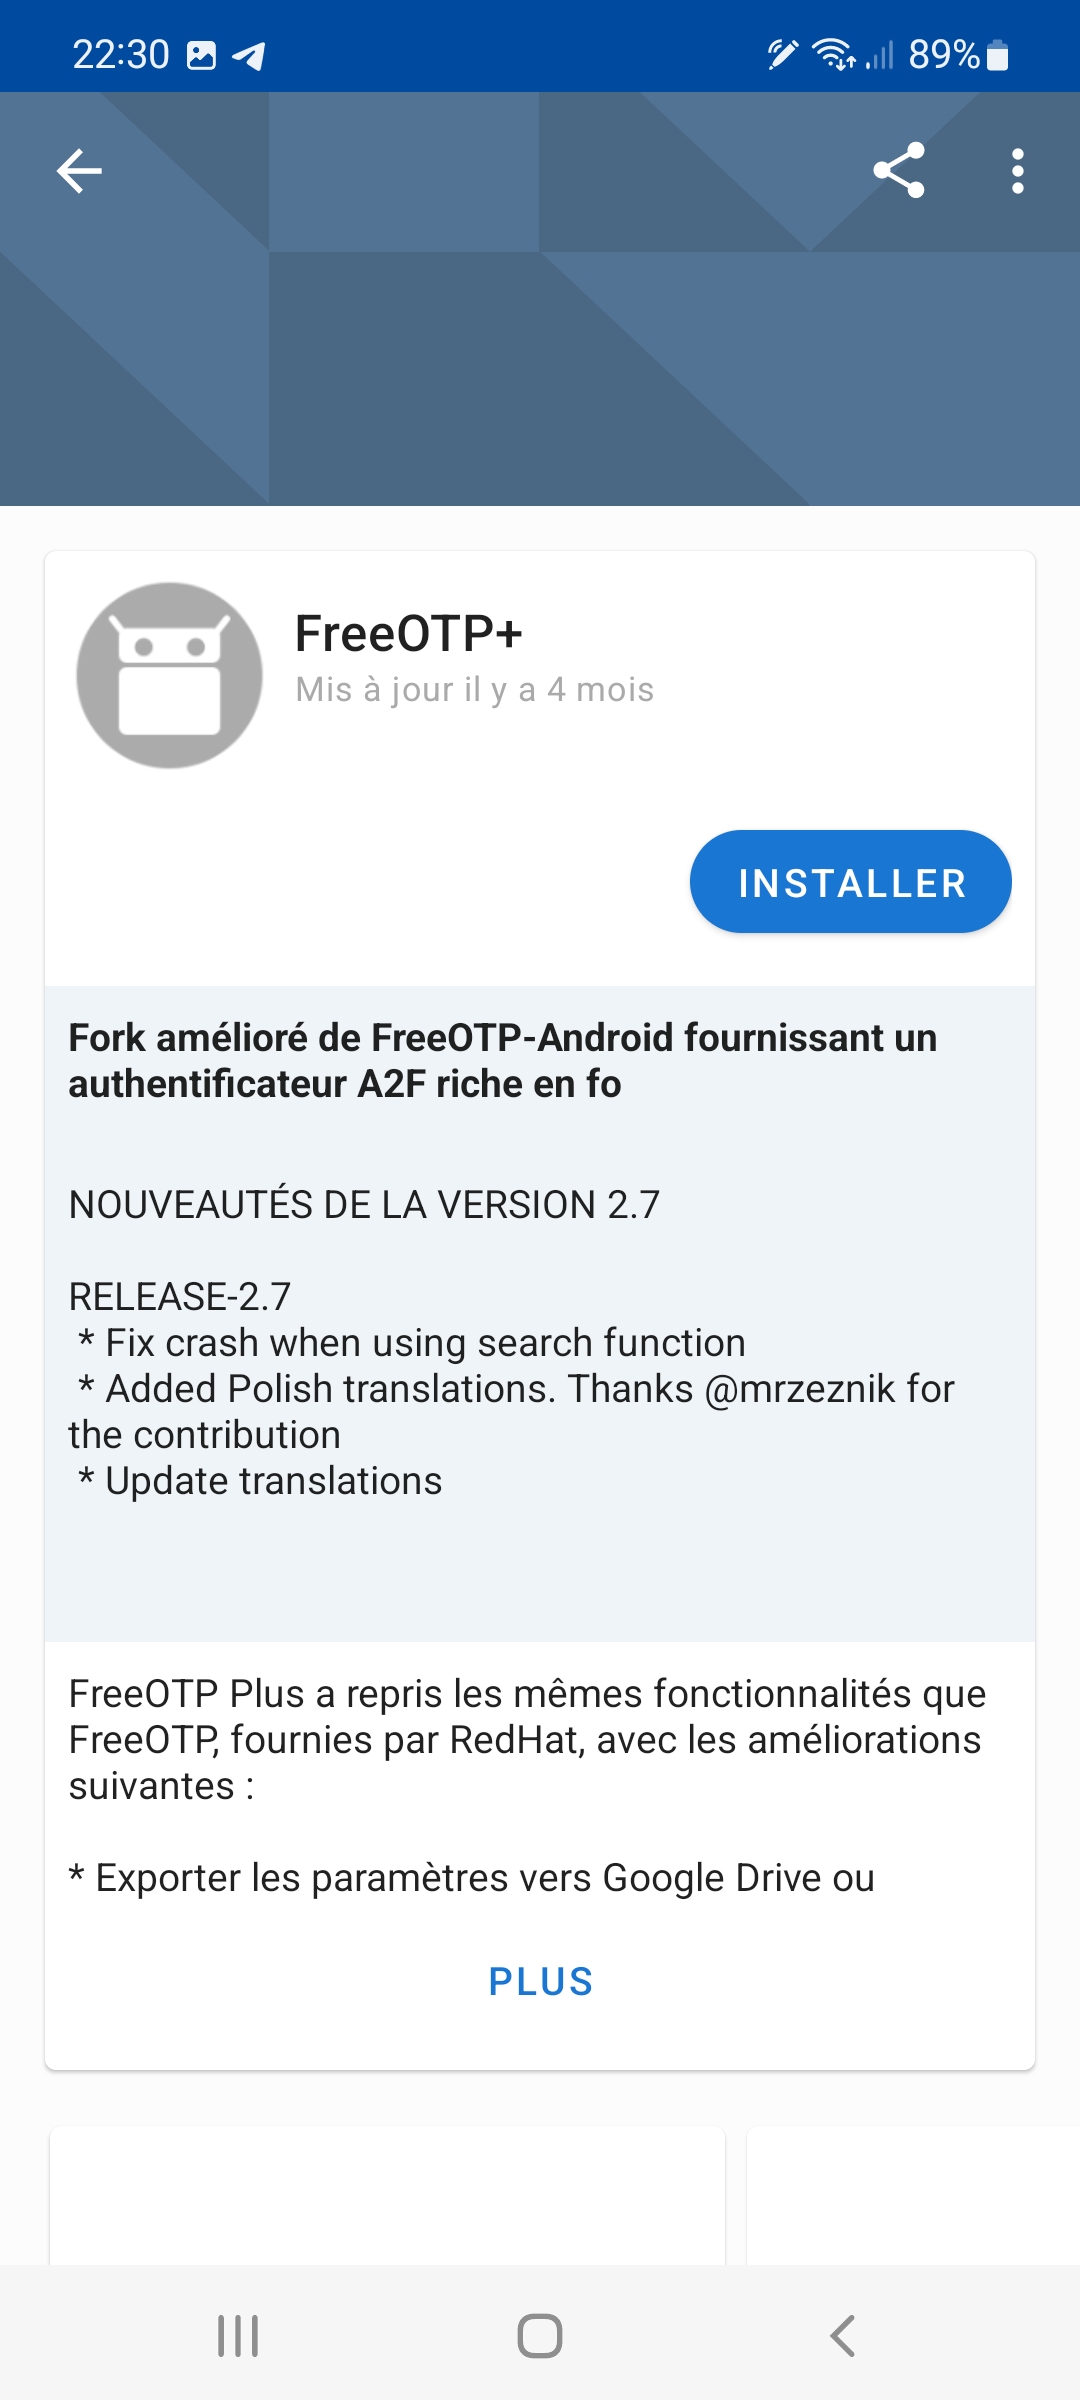 22:30
89%
FreeOTP+
Mis à jour il y a 4 mois
INSTALLER
Fork amélioré de FreeOTP-Android fournissant un
authentificateur A2F riche en fo
NOUVEAUTÉS DE LA VERSION 2.7
RELEASE-2.7
* Fix crash when using search function
* Added Polish translations. Thanks @mrzeznik for
the contribution
* Update translations
FreeOTP Plus a repris les mêmes fonctionnalités que
FreeOTP, fournies par RedHat, avec les améliorations
suivantes :
* Exporter les paramètres vers Google Drive ou
PLUS